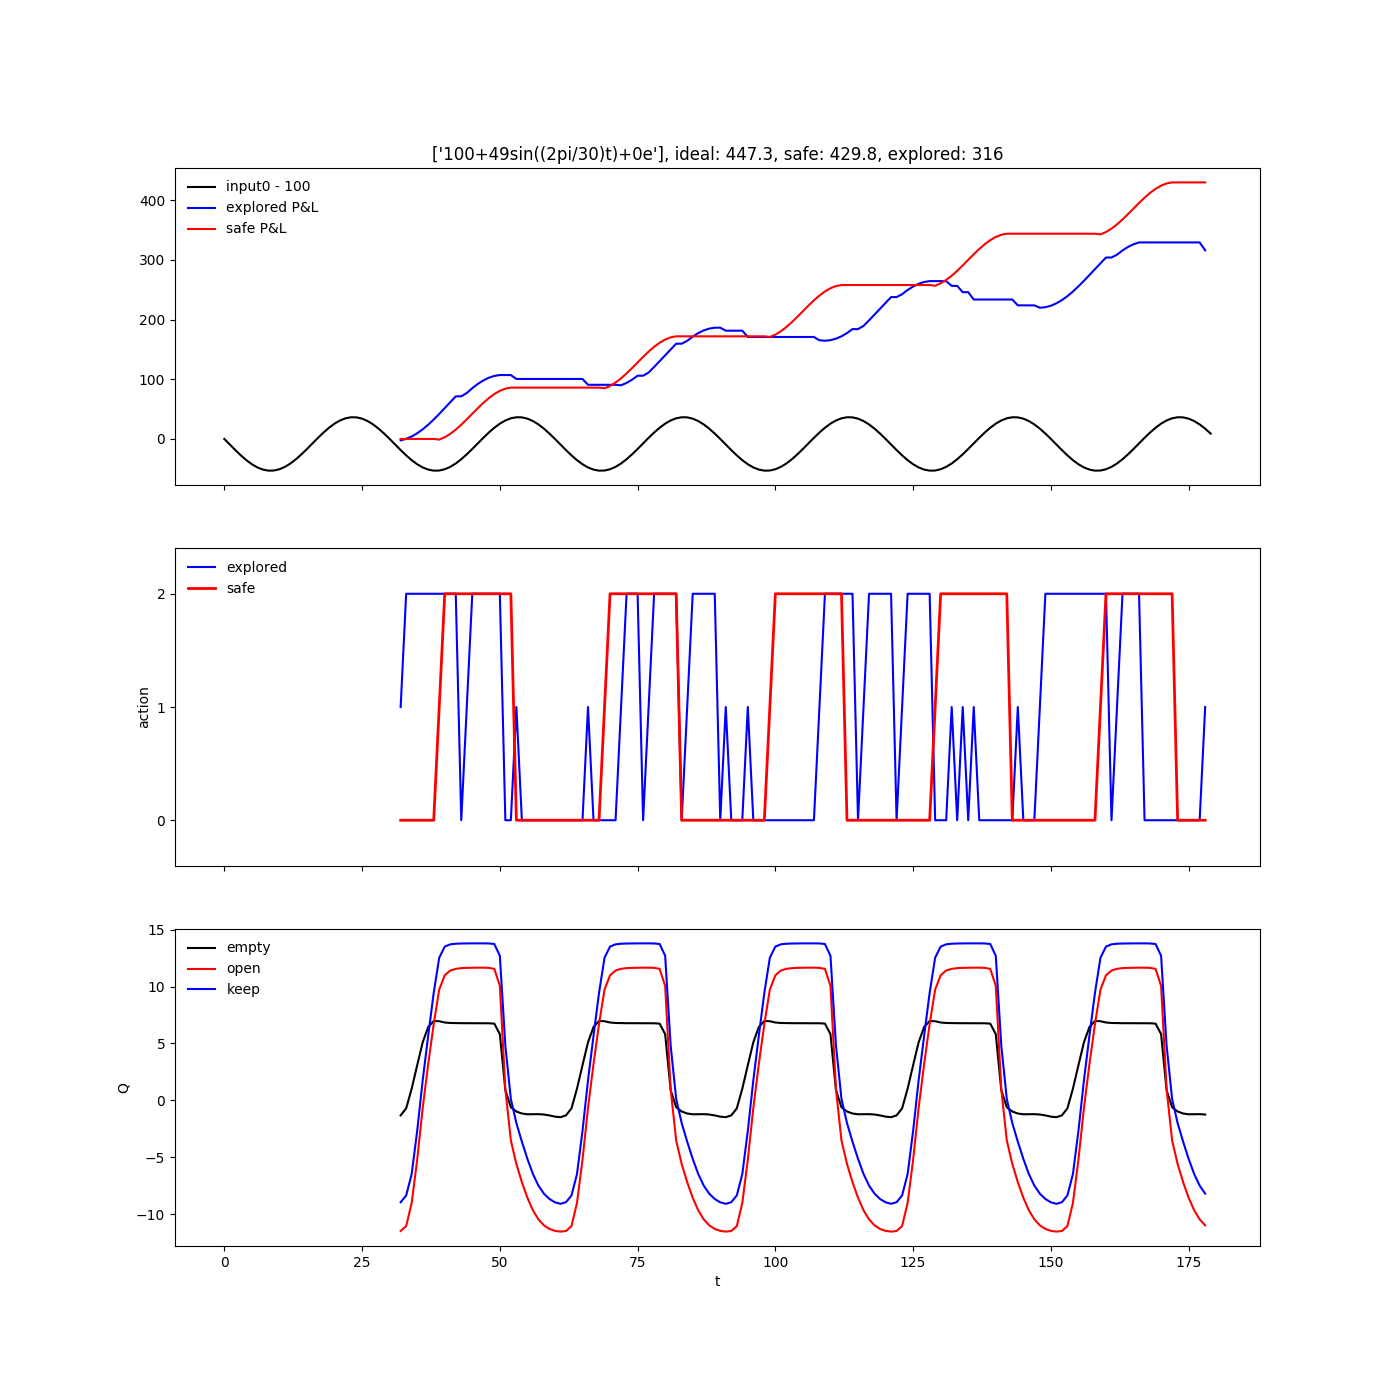 ['100+49sin((2pi/30)t)+0e'], ideal: 447.3, safe: 429.8, explored: 316
input0 - 100
explored P&L
safe P&L
400
300
200
100
0
explored
safe
2
1
0
action
empty
open
keep
15
10
5
0
−5
−10
Q
0 25 50 75 100 125 150 175
t